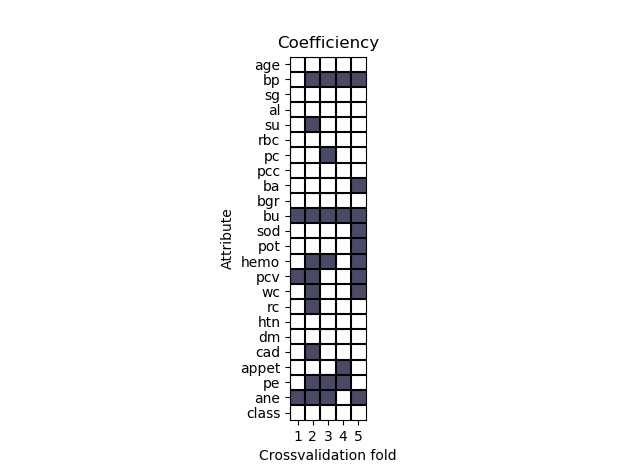 Coefficiency
Attribute
age
bp
sg
al
su
rbc
pc
pcc
ba
bgr
bu
sod
pot
hemo
pcv
wc
rc
htn
dm
cad
appet
pe
ane
class
1 2 3 4 5
Crossvalidation fold